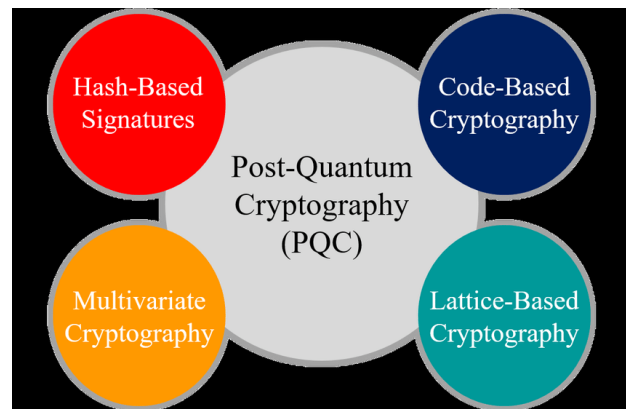 Hash-Based
Signatures
Code-Based
Cryptography
Post-Quantum
Cryptography
(PQC)
Multivariate
Cryptography
Lattice-Based
Cryptography